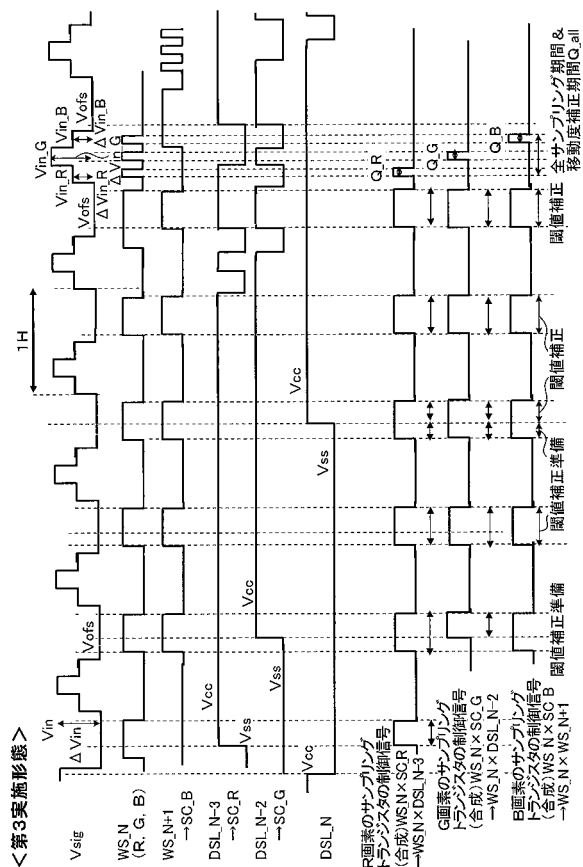 <第3実施形態>
1H
Vsig
Vin
ΔVin
Vofs
Vofs
Vin_R
ΔVin_R
Vin_G
ΔVin_G
Vin_B
ΔVin_B
Vofs
WS_N
(R, G, B)
WS_N+1
→SC_B
DSL_N-3
→SC_R
Vcc
Vss
DSL_N-2
→SC_G
Vcc
Vss
DSL_N
Vcc
Vss
Vcc
R画素のサンプリング
トランジスタの制御信号
(合成)WS_N×SC_R
→WS_N×DSL_N-3
Q_R
G画素のサンプリング
トランジスタの制御信号
(合成)WS_N×SC_G
→WS_N×DSL_N-2
Q_G
B画素のサンプリング
トランジスタの制御信号
(合成)WS_N×SC_B
→WS_N×WS_N+1
Q_B
閾値補正準備
閾値補正準備
閾値補正
閾値補正
全サンプリング期間&
移動度補正期間Q_all